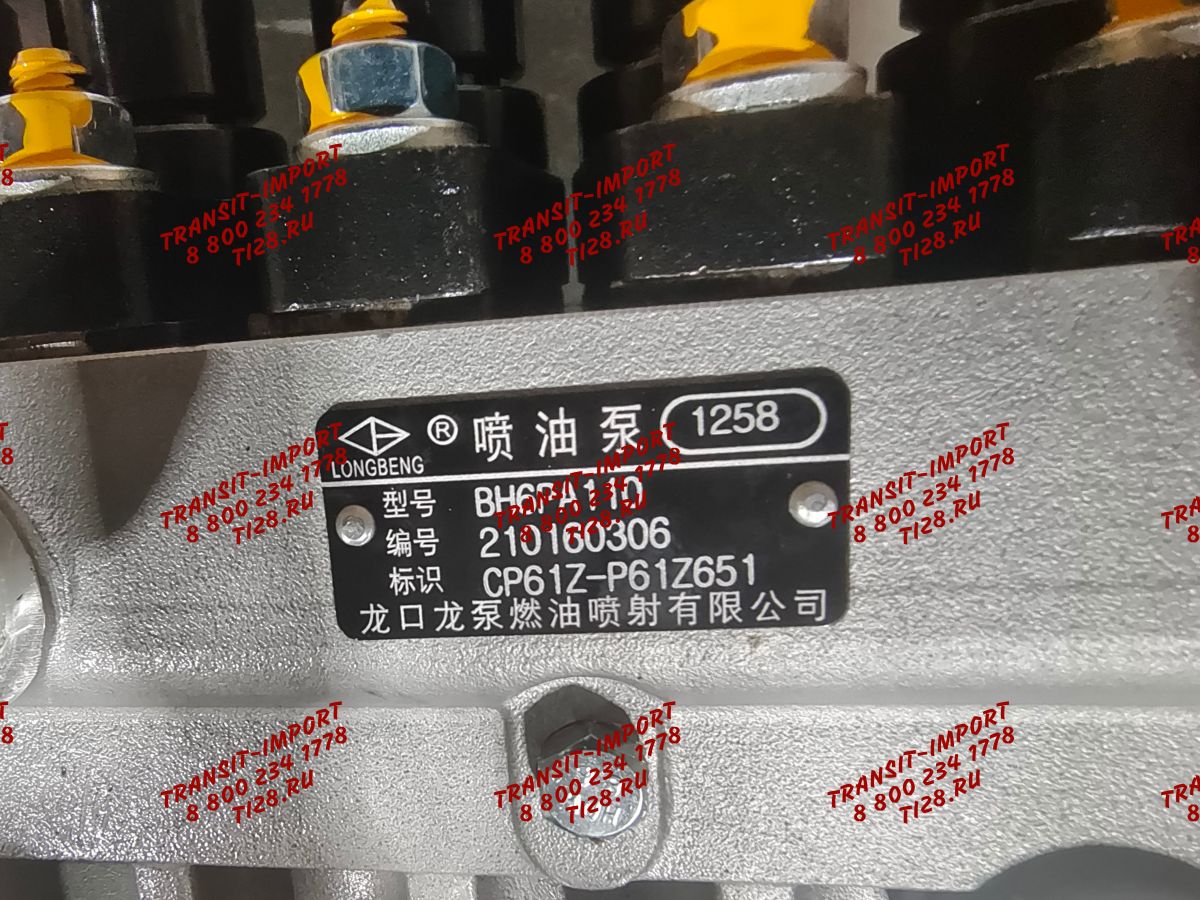 LONGBENG ® 喷油泵 1258
型号 BH6PA110
编号 210160306
标识 CP61Z-P61Z651
龙口龙泵燃油喷射有限公司
TRANSIT-IMPORT
8 800 234 1778
TI28.RU